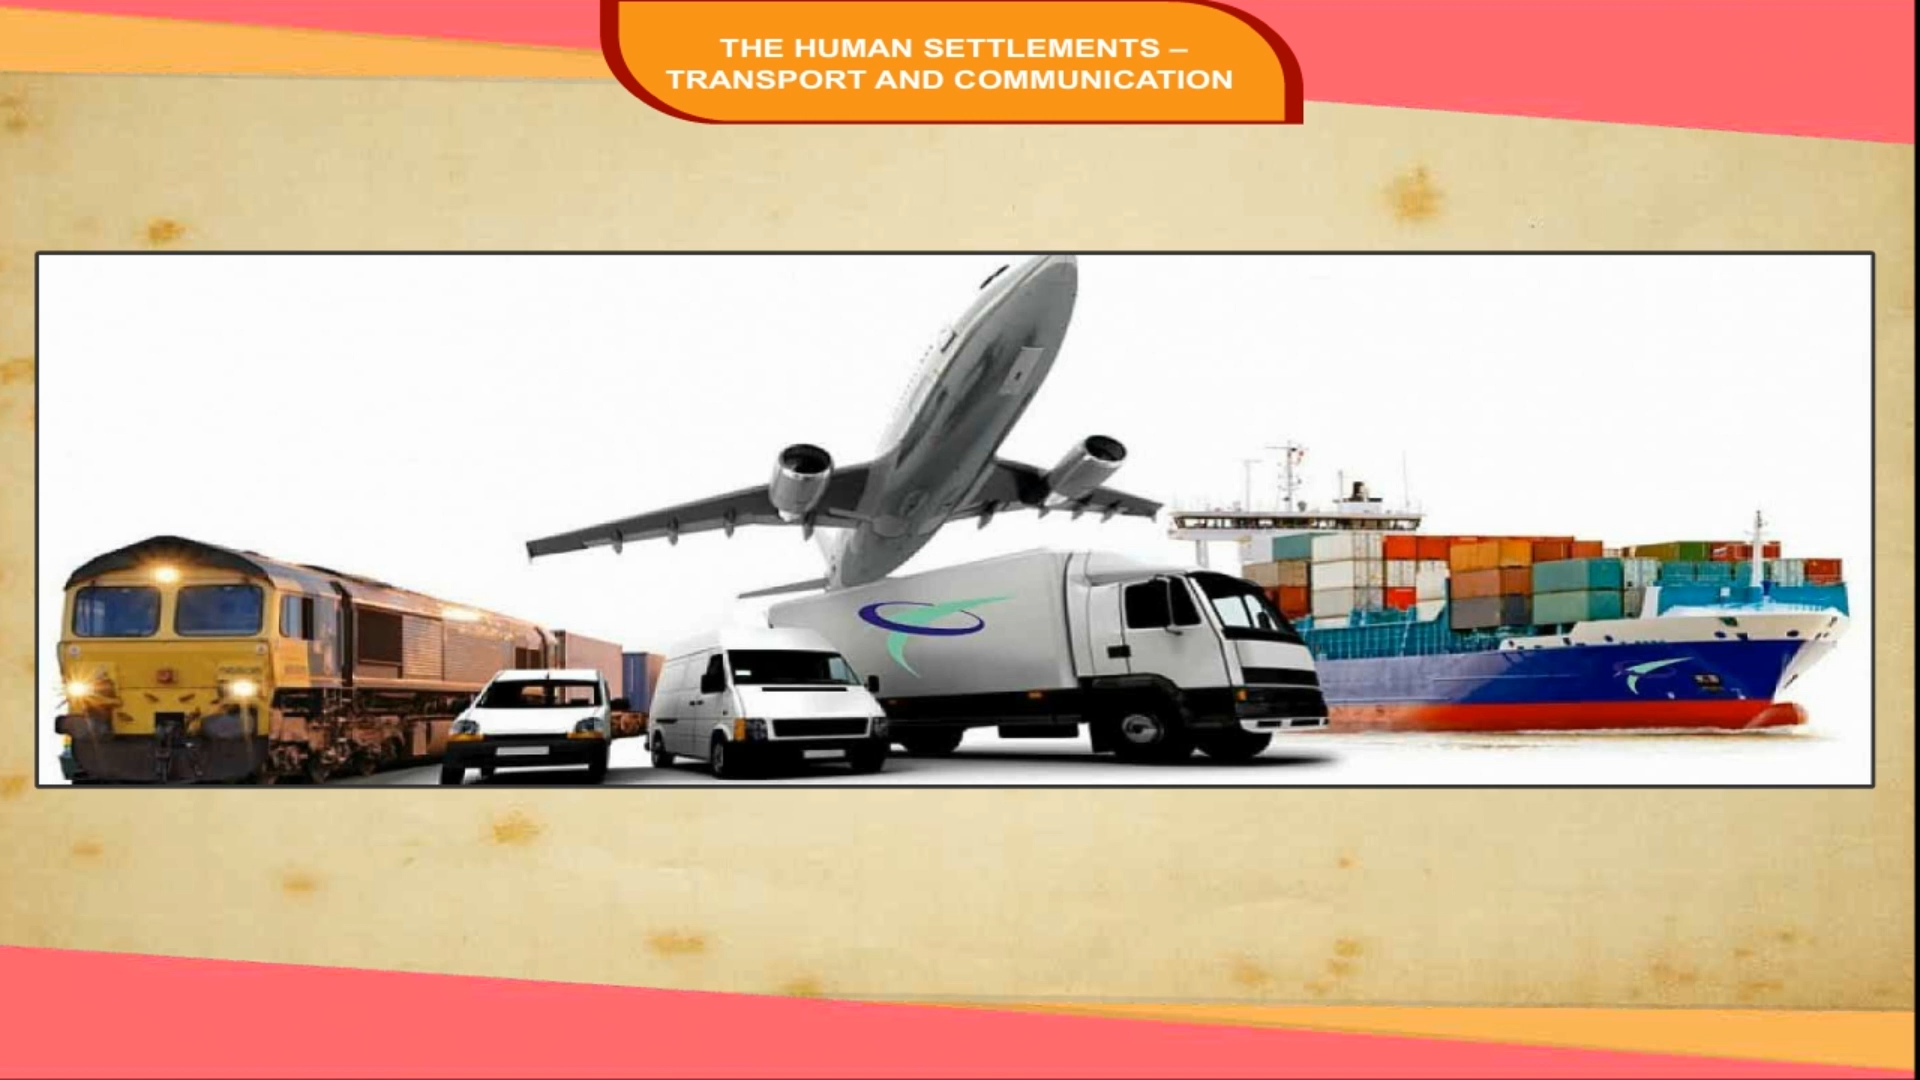 THE HUMAN SETTLEMENTS –
TRANSPORT AND COMMUNICATION